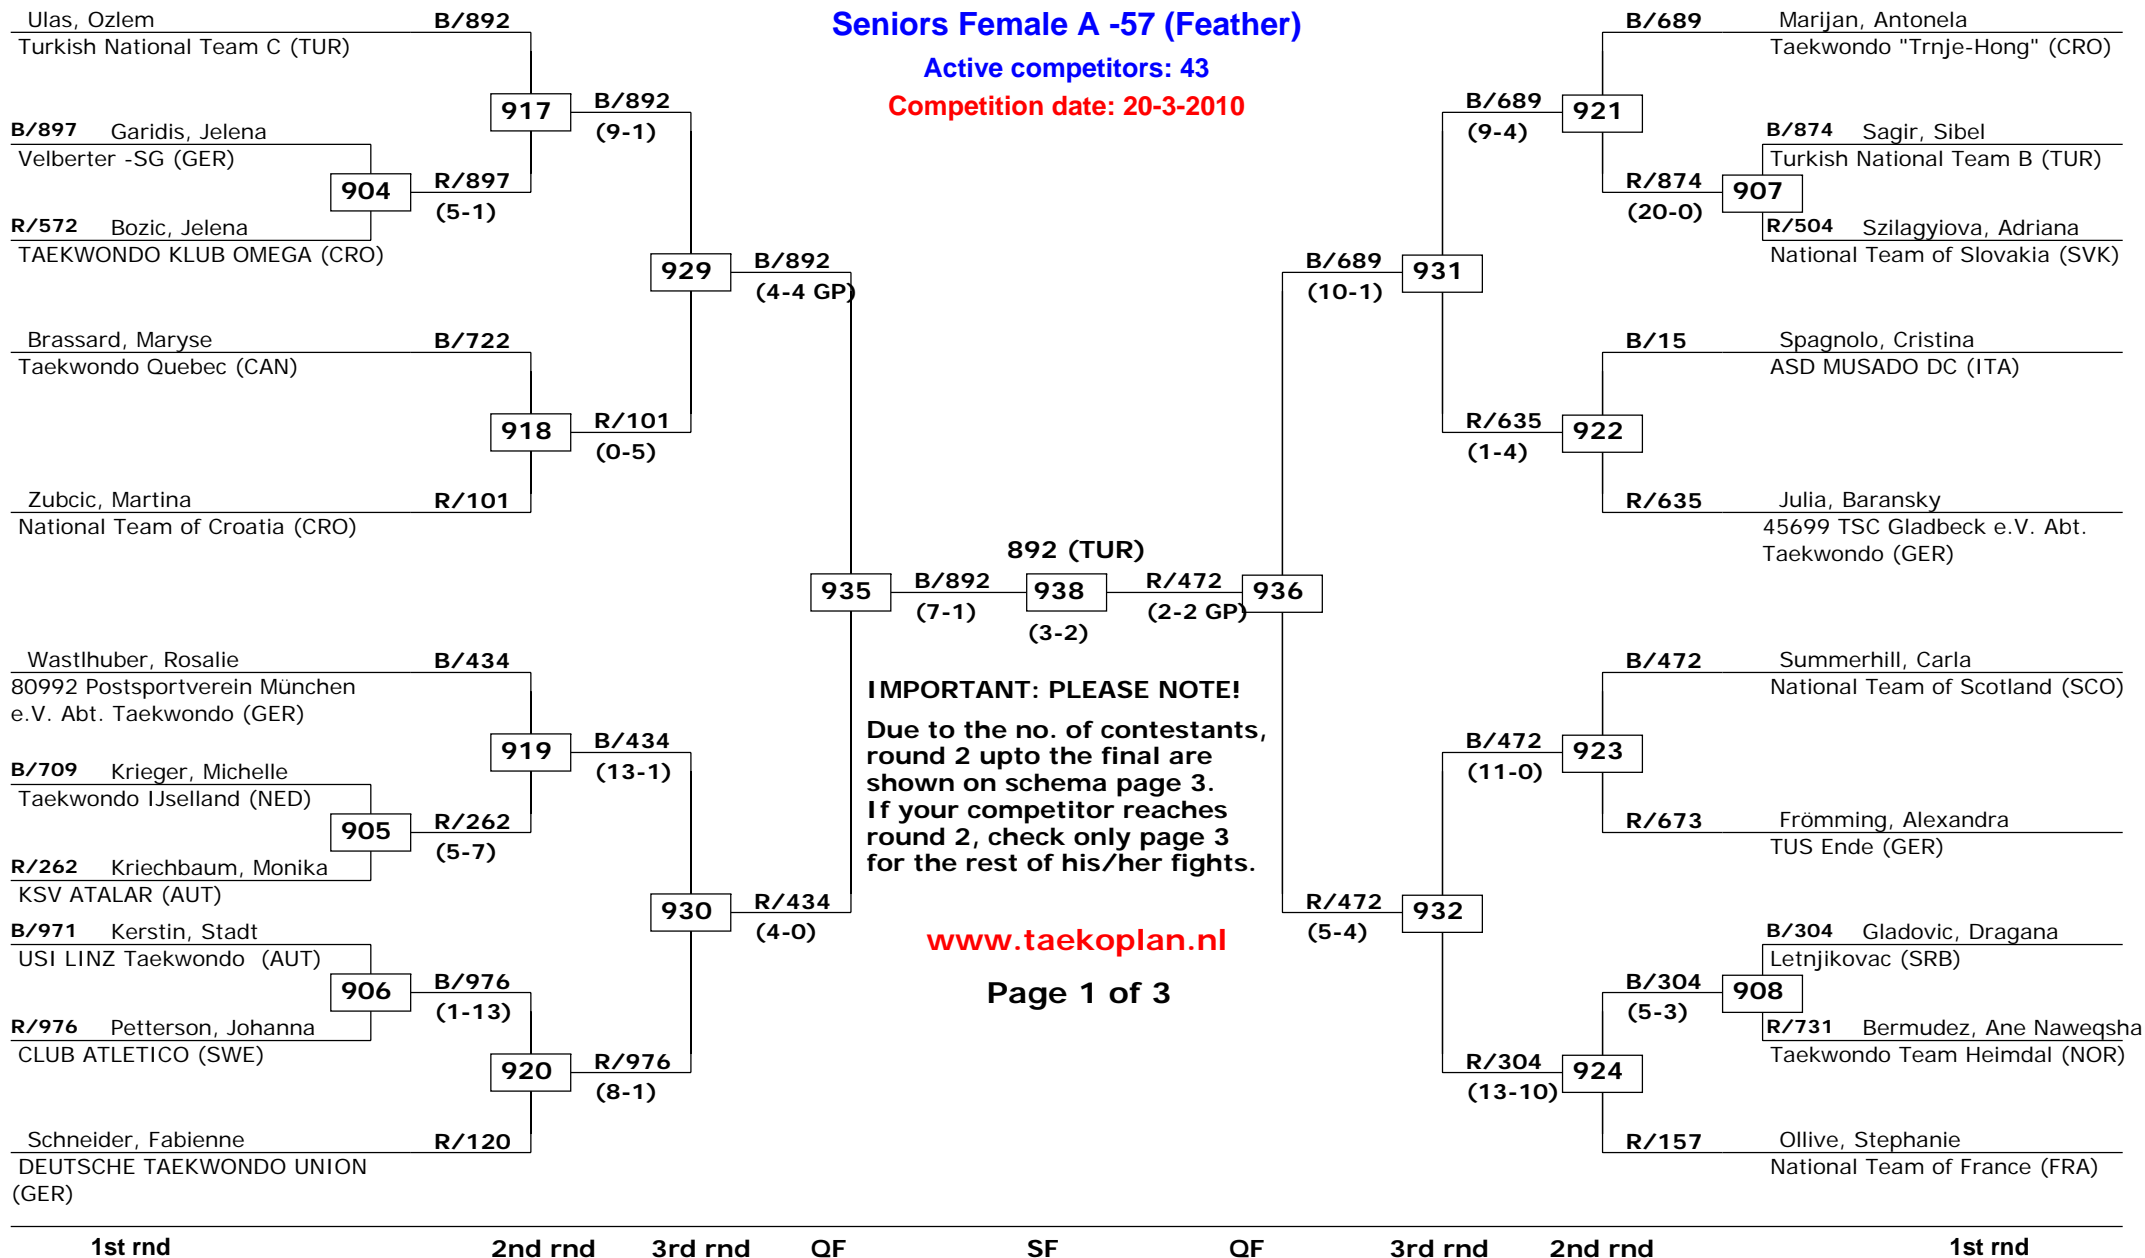 Seniors Female A -57 (Feather)
Active competitors: 43
Competition date: 20-3-2010
Ulas, Ozlem
B/892
Turkish National Team C (TUR)
917
B/892
(9-1)
B/897 Garidis, Jelena
Velberter -SG (GER)
904
R/897
(5-1)
R/572 Bozic, Jelena
TAEKWONDO KLUB OMEGA (CRO)
929
B/892
(4-4 GP)
Brassard, Maryse
B/722
Taekwondo Quebec (CAN)
918
R/101
(0-5)
Zubcic, Martina
R/101
National Team of Croatia (CRO)
935
B/892
(7-1)
Wastlhuber, Rosalie
B/434
80992 Postsportverein München
e.V. Abt. Taekwondo (GER)
919
B/434
(13-1)
B/709 Krieger, Michelle
Taekwondo IJselland (NED)
905
R/262
(5-7)
R/262 Kriechbaum, Monika
KSV ATALAR (AUT)
930
R/434
(4-0)
B/971 Kerstin, Stadt
USI LINZ Taekwondo (AUT)
906
B/976
(1-13)
R/976 Petterson, Johanna
CLUB ATLETICO (SWE)
920
R/976
(8-1)
Schneider, Fabienne
R/120
DEUTSCHE TAEKWONDO UNION
(GER)
892 (TUR)
938
(3-2)
IMPORTANT: PLEASE NOTE!
Due to the no. of contestants,
round 2 upto the final are
shown on schema page 3.
If your competitor reaches
round 2, check only page 3
for the rest of his/her fights.
www.taekoplan.nl
Page 1 of 3
R/472
(2-2 GP)
936
B/689
Marijan, Antonela
Taekwondo "Trnje-Hong" (CRO)
B/689
(9-4)
921
B/874 Sagir, Sibel
Turkish National Team B (TUR)
R/874
(20-0)
907
R/504 Szilagyiova, Adriana
National Team of Slovakia (SVK)
B/689
(10-1)
931
B/15
Spagnolo, Cristina
ASD MUSADO DC (ITA)
R/635
(1-4)
922
R/635
Julia, Baransky
45699 TSC Gladbeck e.V. Abt.
Taekwondo (GER)
B/472
Summerhill, Carla
National Team of Scotland (SCO)
B/472
(11-0)
923
R/673
Frömming, Alexandra
TUS Ende (GER)
R/472
(5-4)
932
B/304 Gladovic, Dragana
Letnjikovac (SRB)
B/304
(5-3)
908
R/731 Bermudez, Ane Naweqsha
Taekwondo Team Heimdal (NOR)
R/304
(13-10)
924
R/157
Ollive, Stephanie
National Team of France (FRA)
1st rnd 2nd rnd 3rd rnd QF SF QF 3rd rnd 2nd rnd 1st rnd